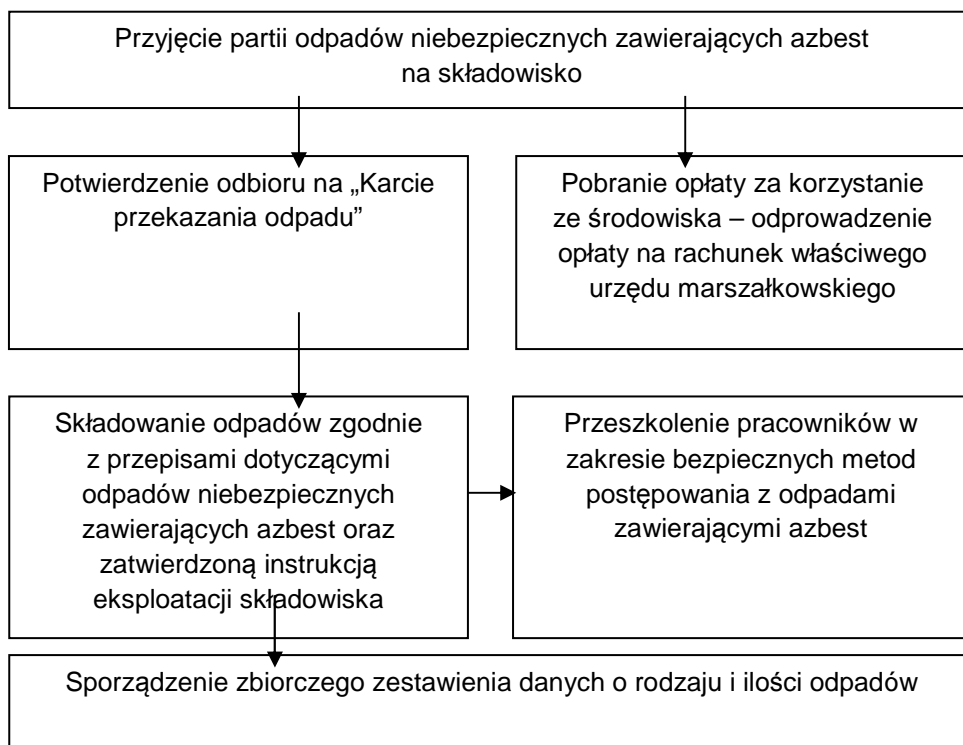 Przyjęcie partii odpadów niebezpiecznych zawierających azbest
na składowisko
Potwierdzenie odbioru na „Karcie
przekazania odpadu”
Pobranie opłaty za korzystanie
ze środowiska – odprowadzenie
opłaty na rachunek właściwego
urzędu marszałkowskiego
Składowanie odpadów zgodnie
z przepisami dotyczącymi
odpadów niebezpiecznych
zawierających azbest oraz
zatwierdzoną instrukcją
eksploatacji składowiska
Przeszkolenie pracowników w
zakresie bezpiecznych metod
postępowania z odpadami
zawierającymi azbest
Sporządzenie zbiorczego zestawienia danych o rodzaju i ilości odpadów